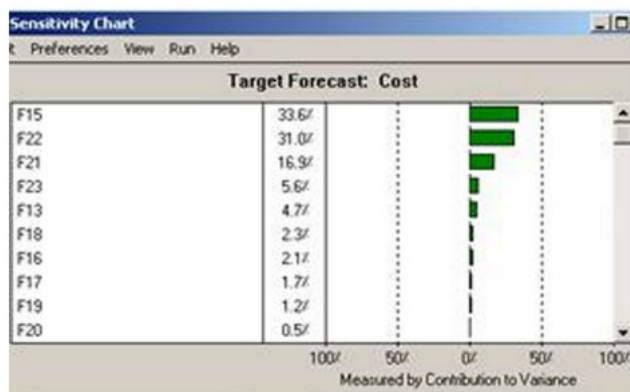 Sensitivity Chart
t Preferences View Run Help
Target Forecast: Cost
F15 33.6%
F22 31.0%
F21 16.9%
F23 5.6%
F13 4.7%
F18 2.3%
F16 2.1%
F17 1.7%
F19 1.2%
F20 0.5%
100% 50% 0% 50% 100%
Measured by Contribution to Variance